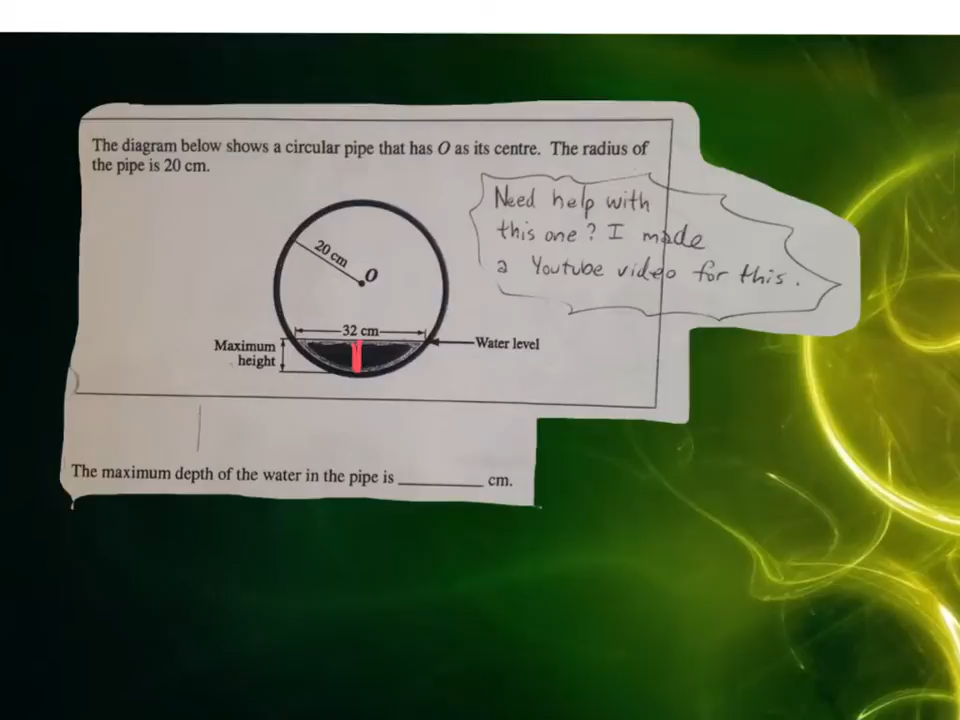 The diagram below shows a circular pipe that has O as its centre. The radius of
the pipe is 20 cm.
Need help with
this one? I made
a Youtube video for this.
20 cm
O
32 cm
Maximum
height
Water level
The maximum depth of the water in the pipe is ________ cm.